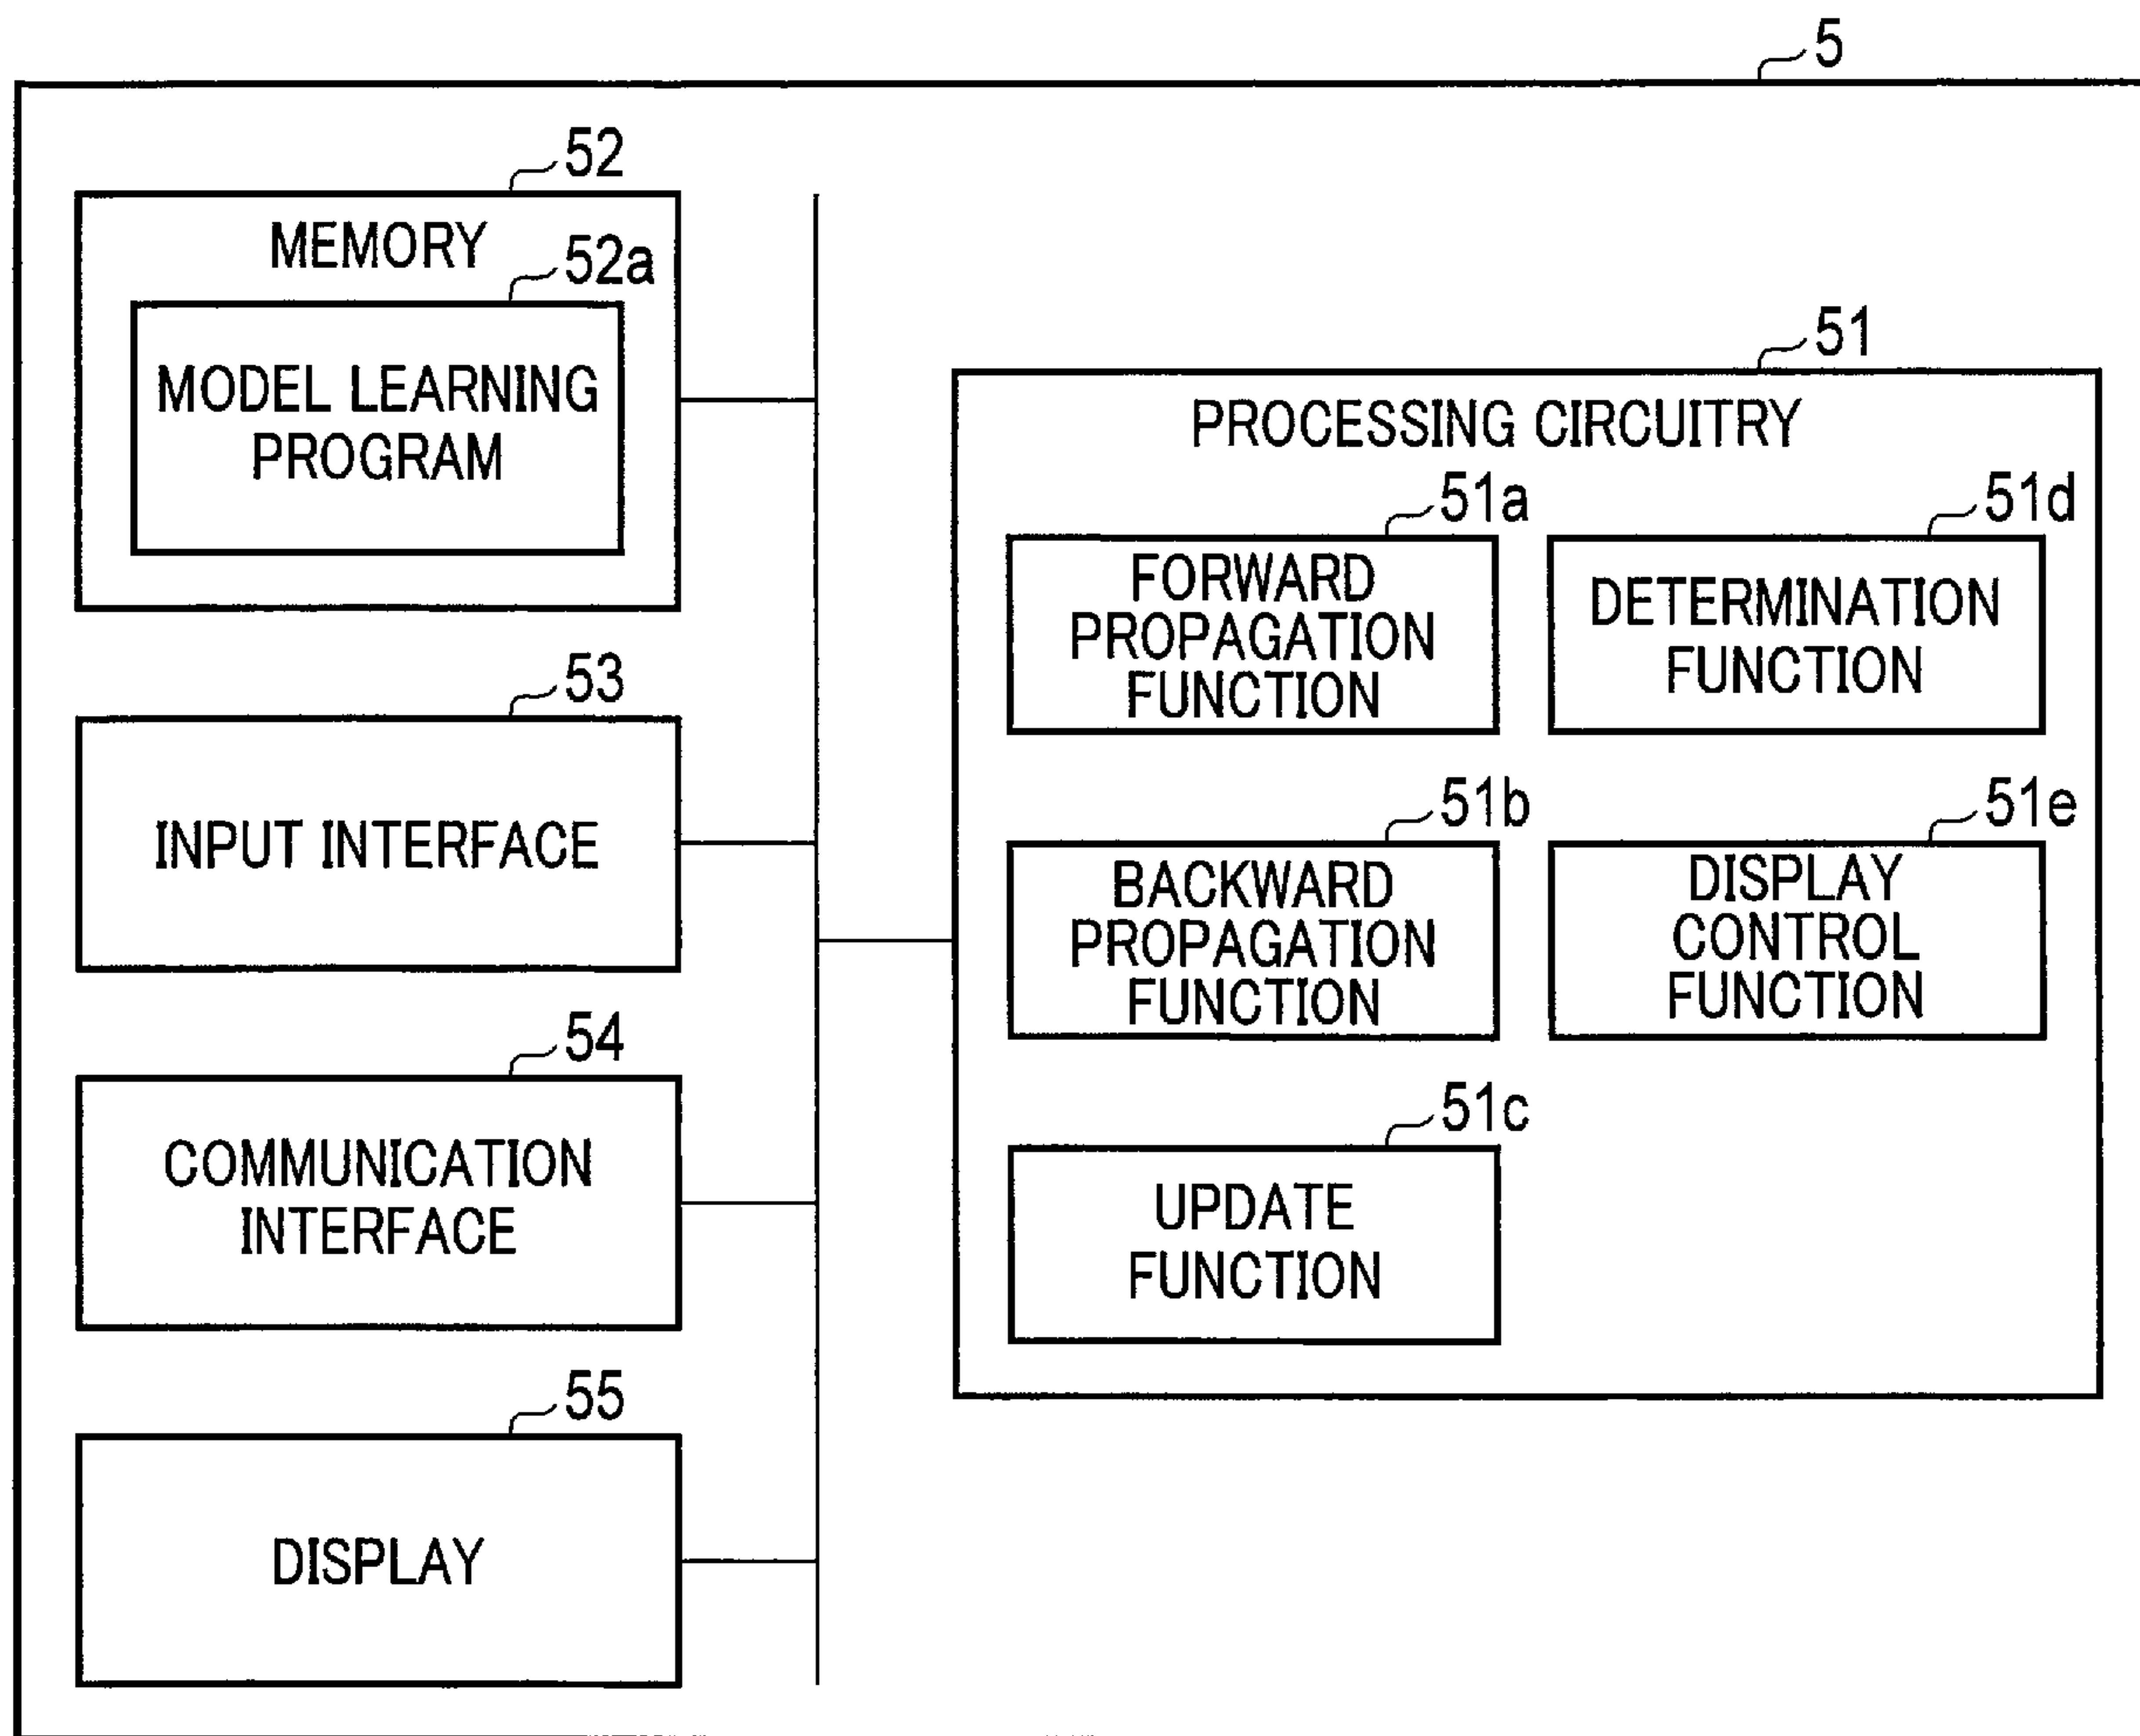 5
52
MEMORY
52a
MODEL LEARNING
PROGRAM
53
INPUT INTERFACE
54
COMMUNICATION
INTERFACE
55
DISPLAY
51
PROCESSING CIRCUITRY
51a
FORWARD
PROPAGATION
FUNCTION
51d
DETERMINATION
FUNCTION
51b
BACKWARD
PROPAGATION
FUNCTION
51e
DISPLAY
CONTROL
FUNCTION
51c
UPDATE
FUNCTION